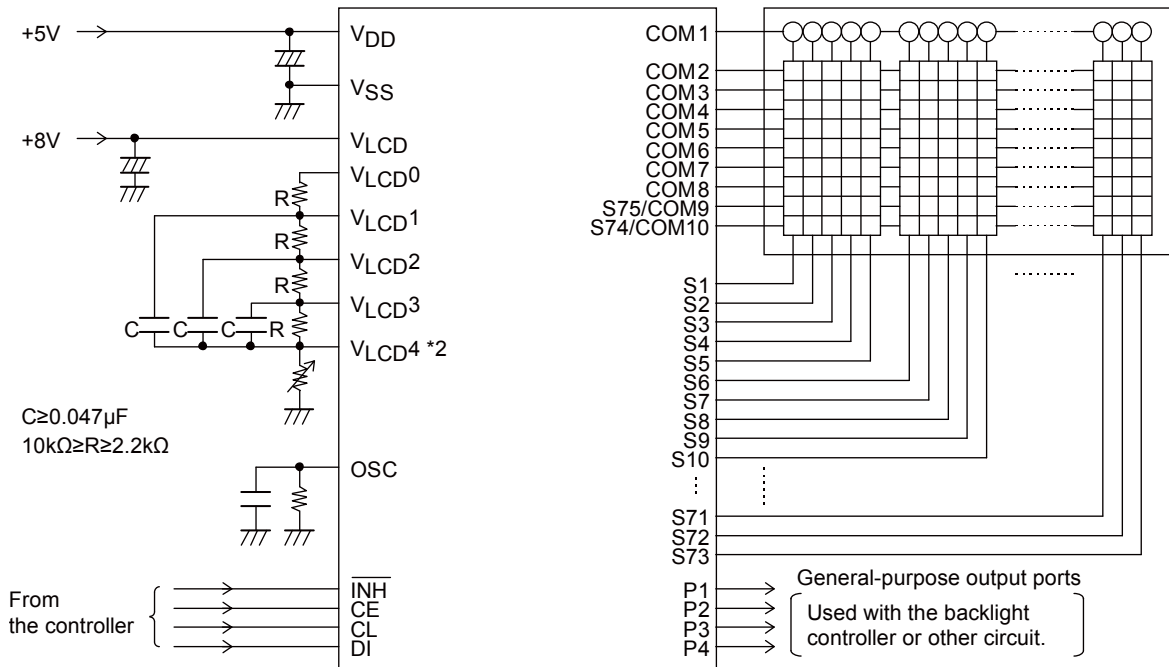 +5V
VDD
VSS
+8V
VLCD
VLCD0
R
VLCD1
R
VLCD2
R
VLCD3
C
C
C
R
VLCD4 *2
C≥0.047µF
10kΩ≥R≥2.2kΩ
OSC
From
the controller
INH
CE
CL
DI
COM1
COM2
COM3
COM4
COM5
COM6
COM7
COM8
S75/COM9
S74/COM10
S1
S2
S3
S4
S5
S6
S7
S8
S9
S10
S71
S72
S73
P1
P2
P3
P4
General-purpose output ports
Used with the backlight
controller or other circuit.